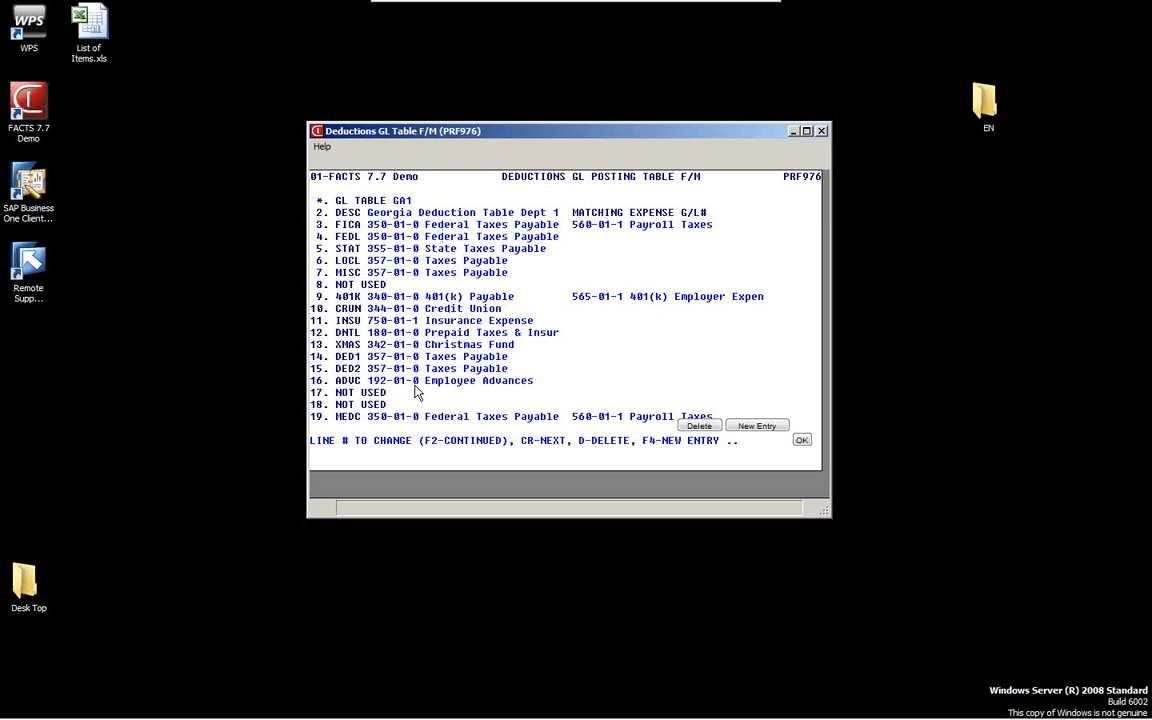 WPS
WPS
List of
Items.xls
FACTS 7.7
Demo
SAP Business
One Client...
Remote
Supp...
Desk Top
EN
Deductions GL Table F/M (PRF976)
Help
01-FACTS 7.7 Demo DEDUCTIONS GL POSTING TABLE F/M PRF976
*. GL TABLE GA1
2. DESC Georgia Deduction Table Dept 1 MATCHING EXPENSE G/L#
3. FICA 350-01-0 Federal Taxes Payable 560-01-1 Payroll Taxes
4. FEDL 350-01-0 Federal Taxes Payable
5. STAT 355-01-0 State Taxes Payable
6. LOCL 357-01-0 Taxes Payable
7. MISC 357-01-0 Taxes Payable
8. NOT USED
9. 401K 340-01-0 401(k) Payable 565-01-1 401(k) Employer Expen
10. CRUN 344-01-0 Credit Union
11. INSU 750-01-1 Insurance Expense
12. DNTL 180-01-0 Prepaid Taxes & Insur
13. XMAS 342-01-0 Christmas Fund
14. DED1 357-01-0 Taxes Payable
15. DED2 357-01-0 Taxes Payable
16. ADVC 192-01-0 Employee Advances
17. NOT USED
18. NOT USED
19. MEDC 350-01-0 Federal Taxes Payable 560-01-1 Payroll Taxes
Delete New Entry
LINE # TO CHANGE (F2-CONTINUED), CR-NEXT, D-DELETE, F4-NEW ENTRY .. OK
Windows Server (R) 2008 Standard
Build 6002
This copy of Windows is not genuine